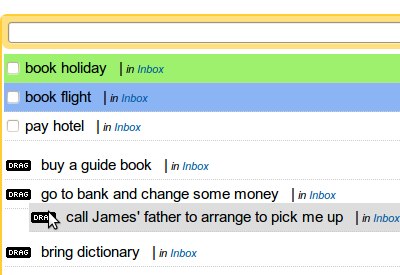 book holiday | in Inbox
book flight | in Inbox
pay hotel | in Inbox
DRAG buy a guide book | in Inbox
DRAG go to bank and change some money | in Inbox
call James' father to arrange to pick me up | in Inbox
DRAG bring dictionary | in Inbox